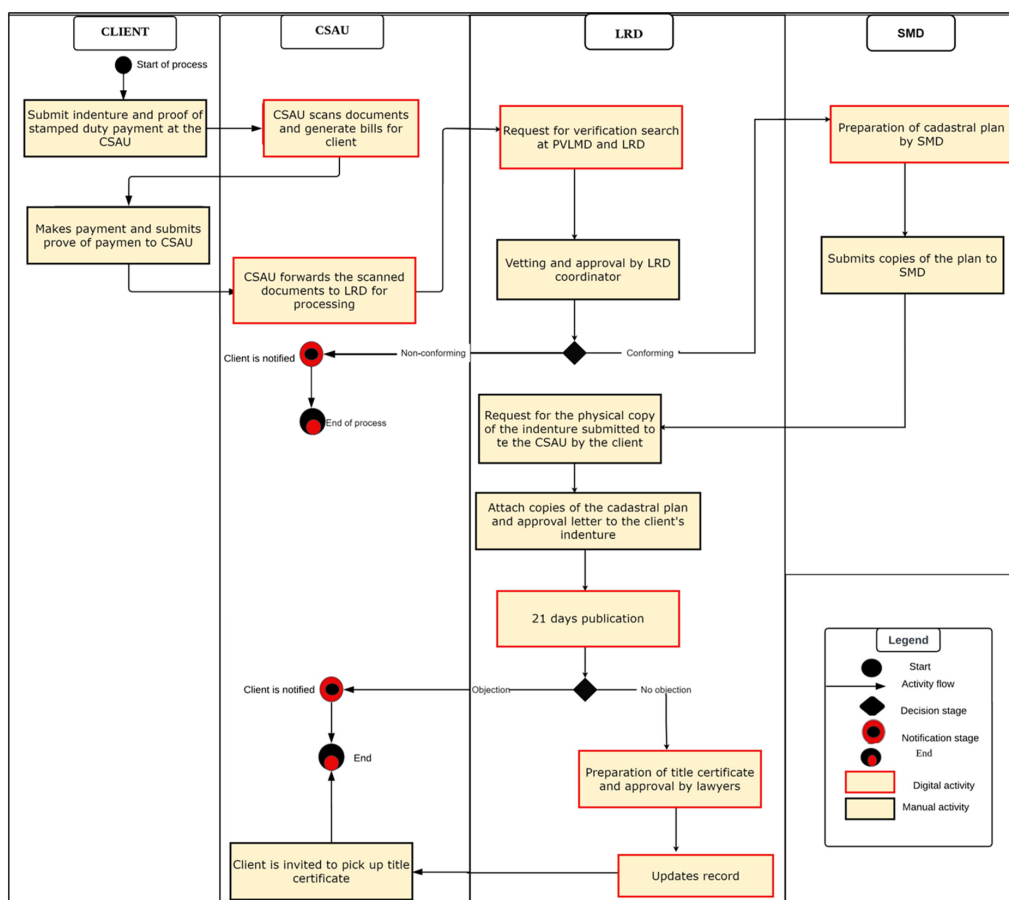 CLIENT
CSAU
LRD
SMD
Start of process
Submit indenture and proof of
stamped duty payment at the
CSAU
CSAU scans documents
and generate bills for
client
Request for verification search
at PVLMD and LRD
Preparation of cadastral plan
by SMD
Makes payment and submits
prove of paymen to CSAU
CSAU forwards the scanned
documents to LRD for
processing
Vetting and approval by LRD
coordinator
Submits copies of the plan to
SMD
Client is notified
Non-conforming
Conforming
End of process
Request for the physical copy
of the indenture submitted to
te the CSAU by the client
Attach copies of the cadastral plan
and approval letter to the client's
indenture
21 days publication
Client is notified
Objection
No objection
End
Preparation of title certificate
and approval by lawyers
Client is invited to pick up title
certificate
Updates record
Legend
Start
Activity flow
Decision stage
Notification stage
End
Digital activity
Manual activity